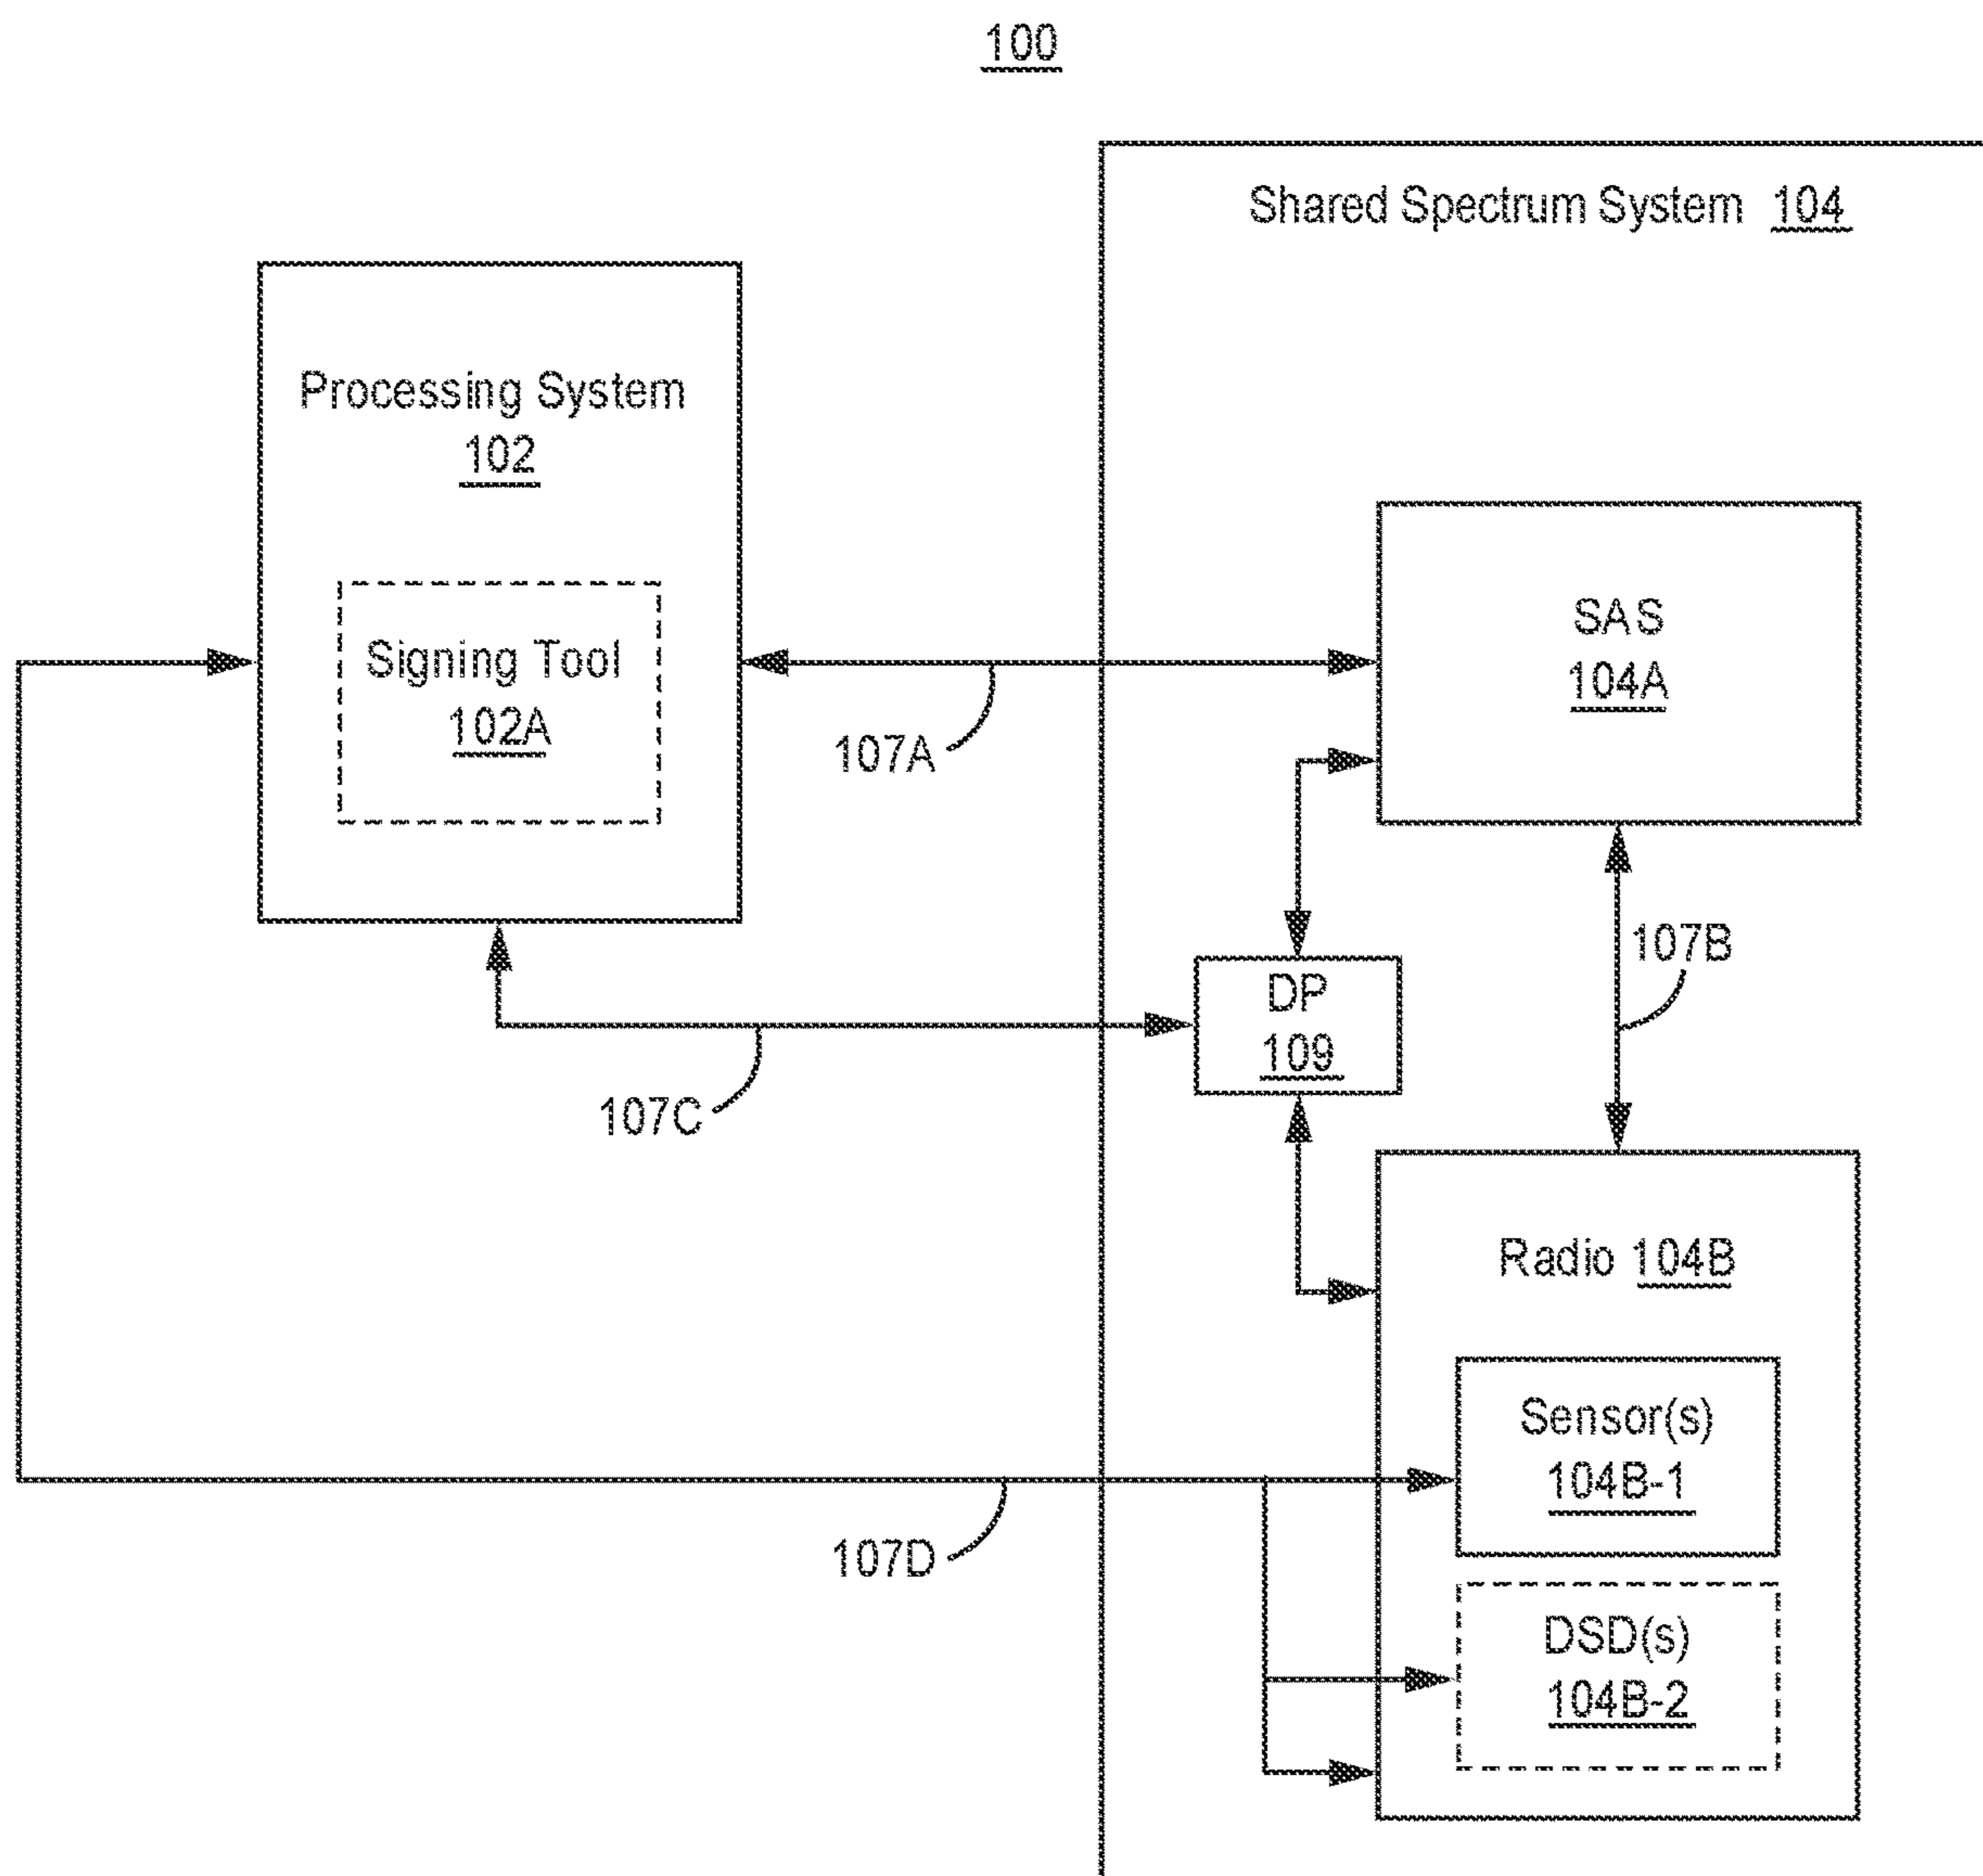 100
Shared Spectrum System 104
Processing System
102
Signing Tool
102A
SAS
104A
107A
107B
DP
109
107C
Radio 104B
Sensor(s)
104B-1
107D
DSD(s)
104B-2